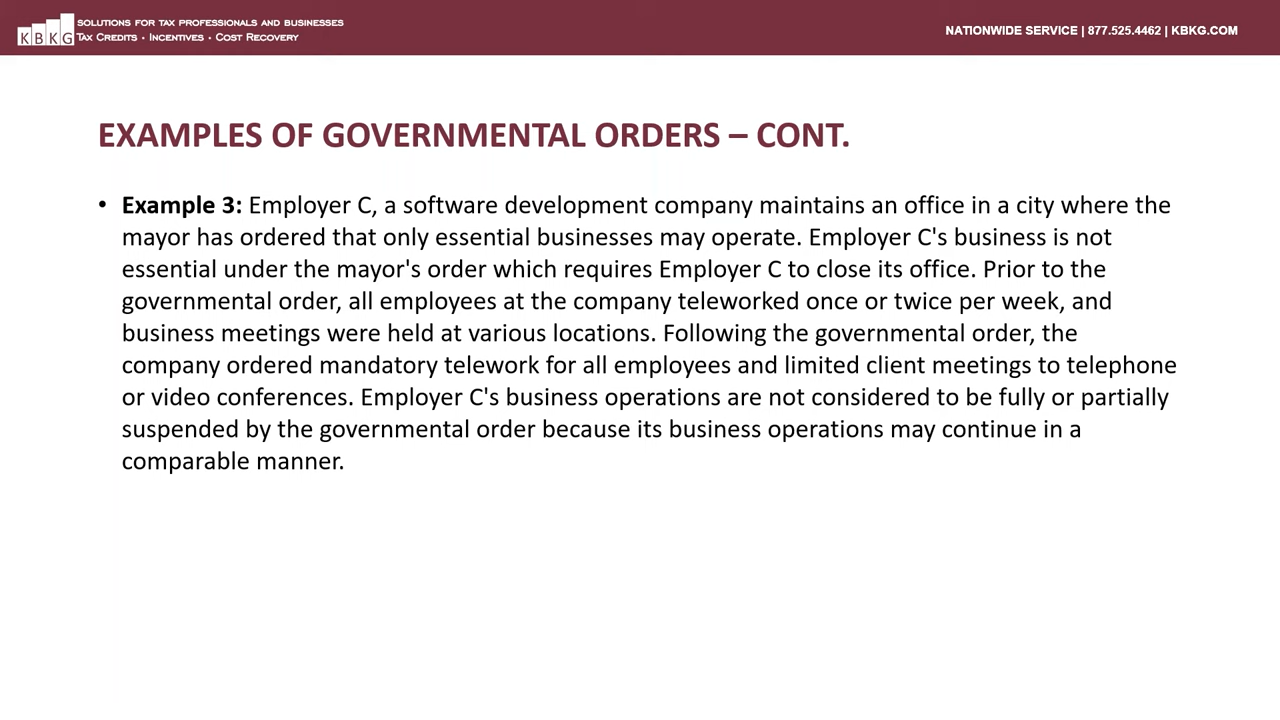 KBKG
SOLUTIONS FOR TAX PROFESSIONALS AND BUSINESSES
TAX CREDITS · INCENTIVES · COST RECOVERY
NATIONWIDE SERVICE | 877.525.4462 | KBKG.COM
EXAMPLES OF GOVERNMENTAL ORDERS – CONT.
• Example 3: Employer C, a software development company maintains an office in a city where the
mayor has ordered that only essential businesses may operate. Employer C's business is not
essential under the mayor's order which requires Employer C to close its office. Prior to the
governmental order, all employees at the company teleworked once or twice per week, and
business meetings were held at various locations. Following the governmental order, the
company ordered mandatory telework for all employees and limited client meetings to telephone
or video conferences. Employer C's business operations are not considered to be fully or partially
suspended by the governmental order because its business operations may continue in a
comparable manner.